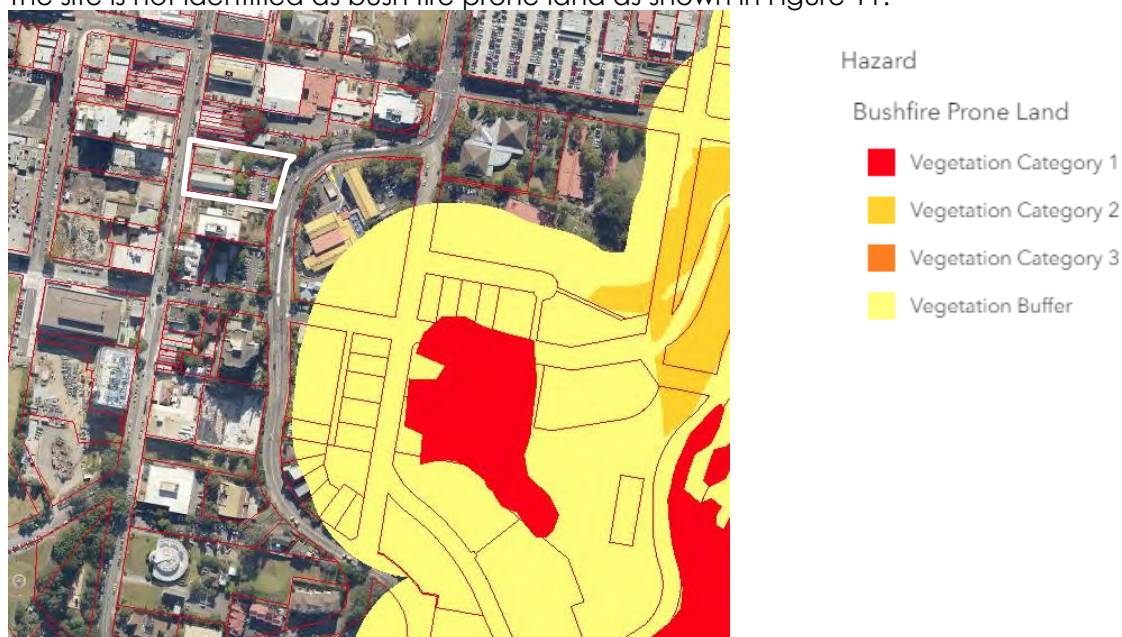 The site is not identified as bush fire prone land as shown in Figure 11.
Hazard
Bushfire Prone Land
Vegetation Category 1
Vegetation Category 2
Vegetation Category 3
Vegetation Buffer